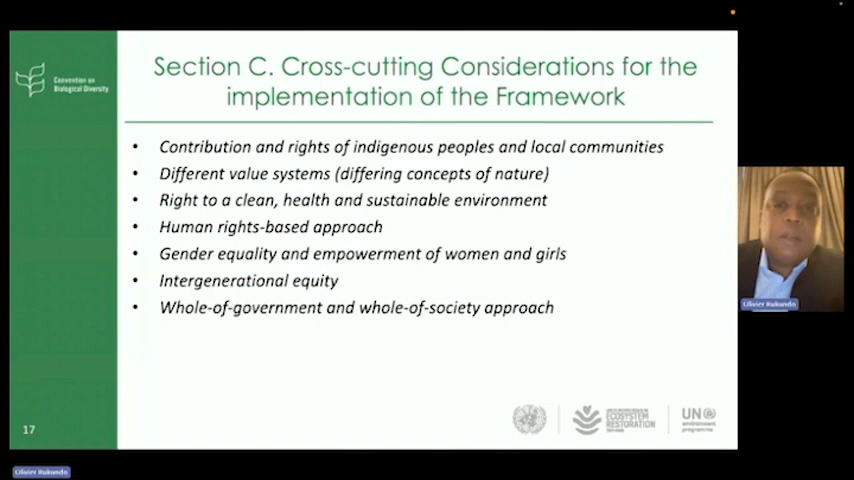 Convention on
Biological Diversity
Section C. Cross-cutting Considerations for the
implementation of the Framework
• Contribution and rights of indigenous peoples and local communities
• Different value systems (differing concepts of nature)
• Right to a clean, health and sustainable environment
• Human rights-based approach
• Gender equality and empowerment of women and girls
• Intergenerational equity
• Whole-of-government and whole-of-society approach
17
ECOSYSTEM
RESTORATION
UN
environment
programme
Olivier Rukundo
Olivier Rukundo